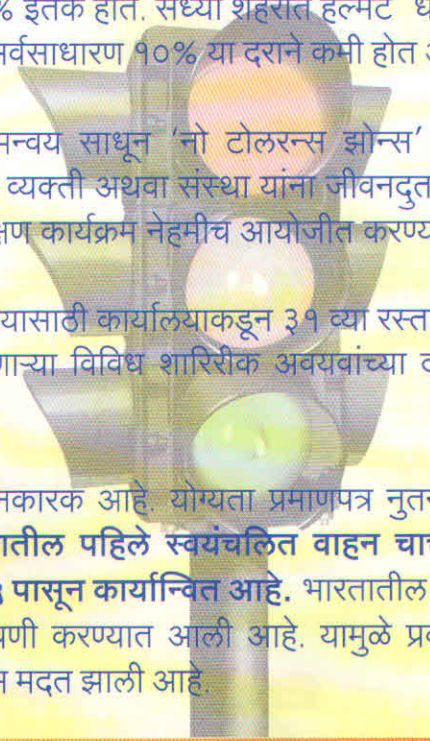 % इतके होते. सध्या शहरात हेल्मेट
र्वसाधारण १०% या दराने कमी होत
मन्वय साधून 'नो टोलरन्स झोन्स'
व्यक्ती अथवा संस्था यांना जीवनदुत
क्षण कार्यक्रम नेहमीच आयोजीत करण्य
यासाठी कार्यालयाकडून ३१ व्या रस्त
णाऱ्या विविध शारिरीक अवयवांच्या
नकारक आहे. योग्यता प्रमाणपत्र नुत
ातील पहिले स्वयंचलित वाहन चा
पासून कार्यान्वित आहे. भारतातील
पणी करण्यात आली आहे. यामुळे प्र
न मदत झाली आहे.